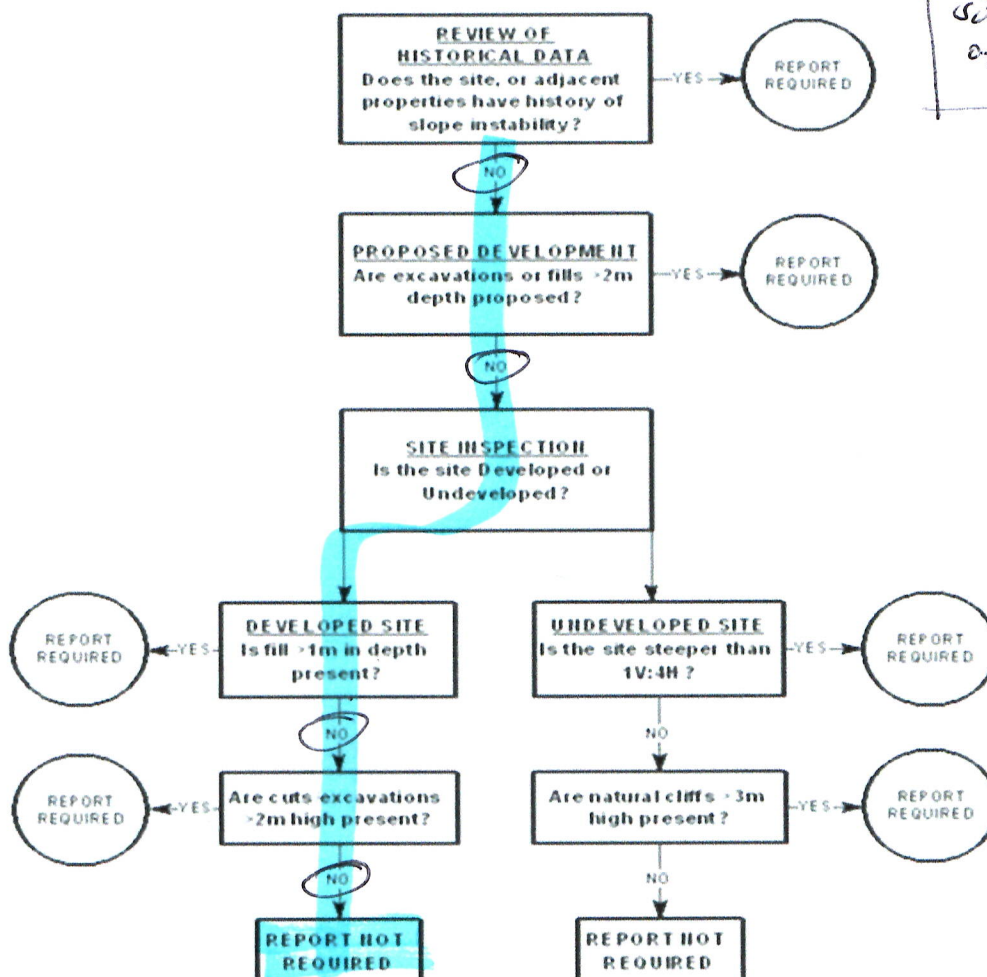 REVIEW OF
HISTORICAL DATA
Does the site, or adjacent
properties have history of
slope instability?
YES
REPORT
REQUIRED
NO
PROPOSED DEVELOPMENT
Are excavations or fills >2m
depth proposed?
YES
REPORT
REQUIRED
NO
SITE INSPECTION
Is the site Developed or
Undeveloped?
DEVELOPED SITE
Is fill >1m in depth
present?
YES
REPORT
REQUIRED
NO
Are cuts excavations
>2m high present?
YES
REPORT
REQUIRED
NO
REPORT NOT
REQUIRED
UNDEVELOPED SITE
Is the site steeper than
1V:4H ?
YES
REPORT
REQUIRED
NO
Are natural cliffs >3m
high present?
YES
REPORT
REQUIRED
NO
REPORT NOT
REQUIRED